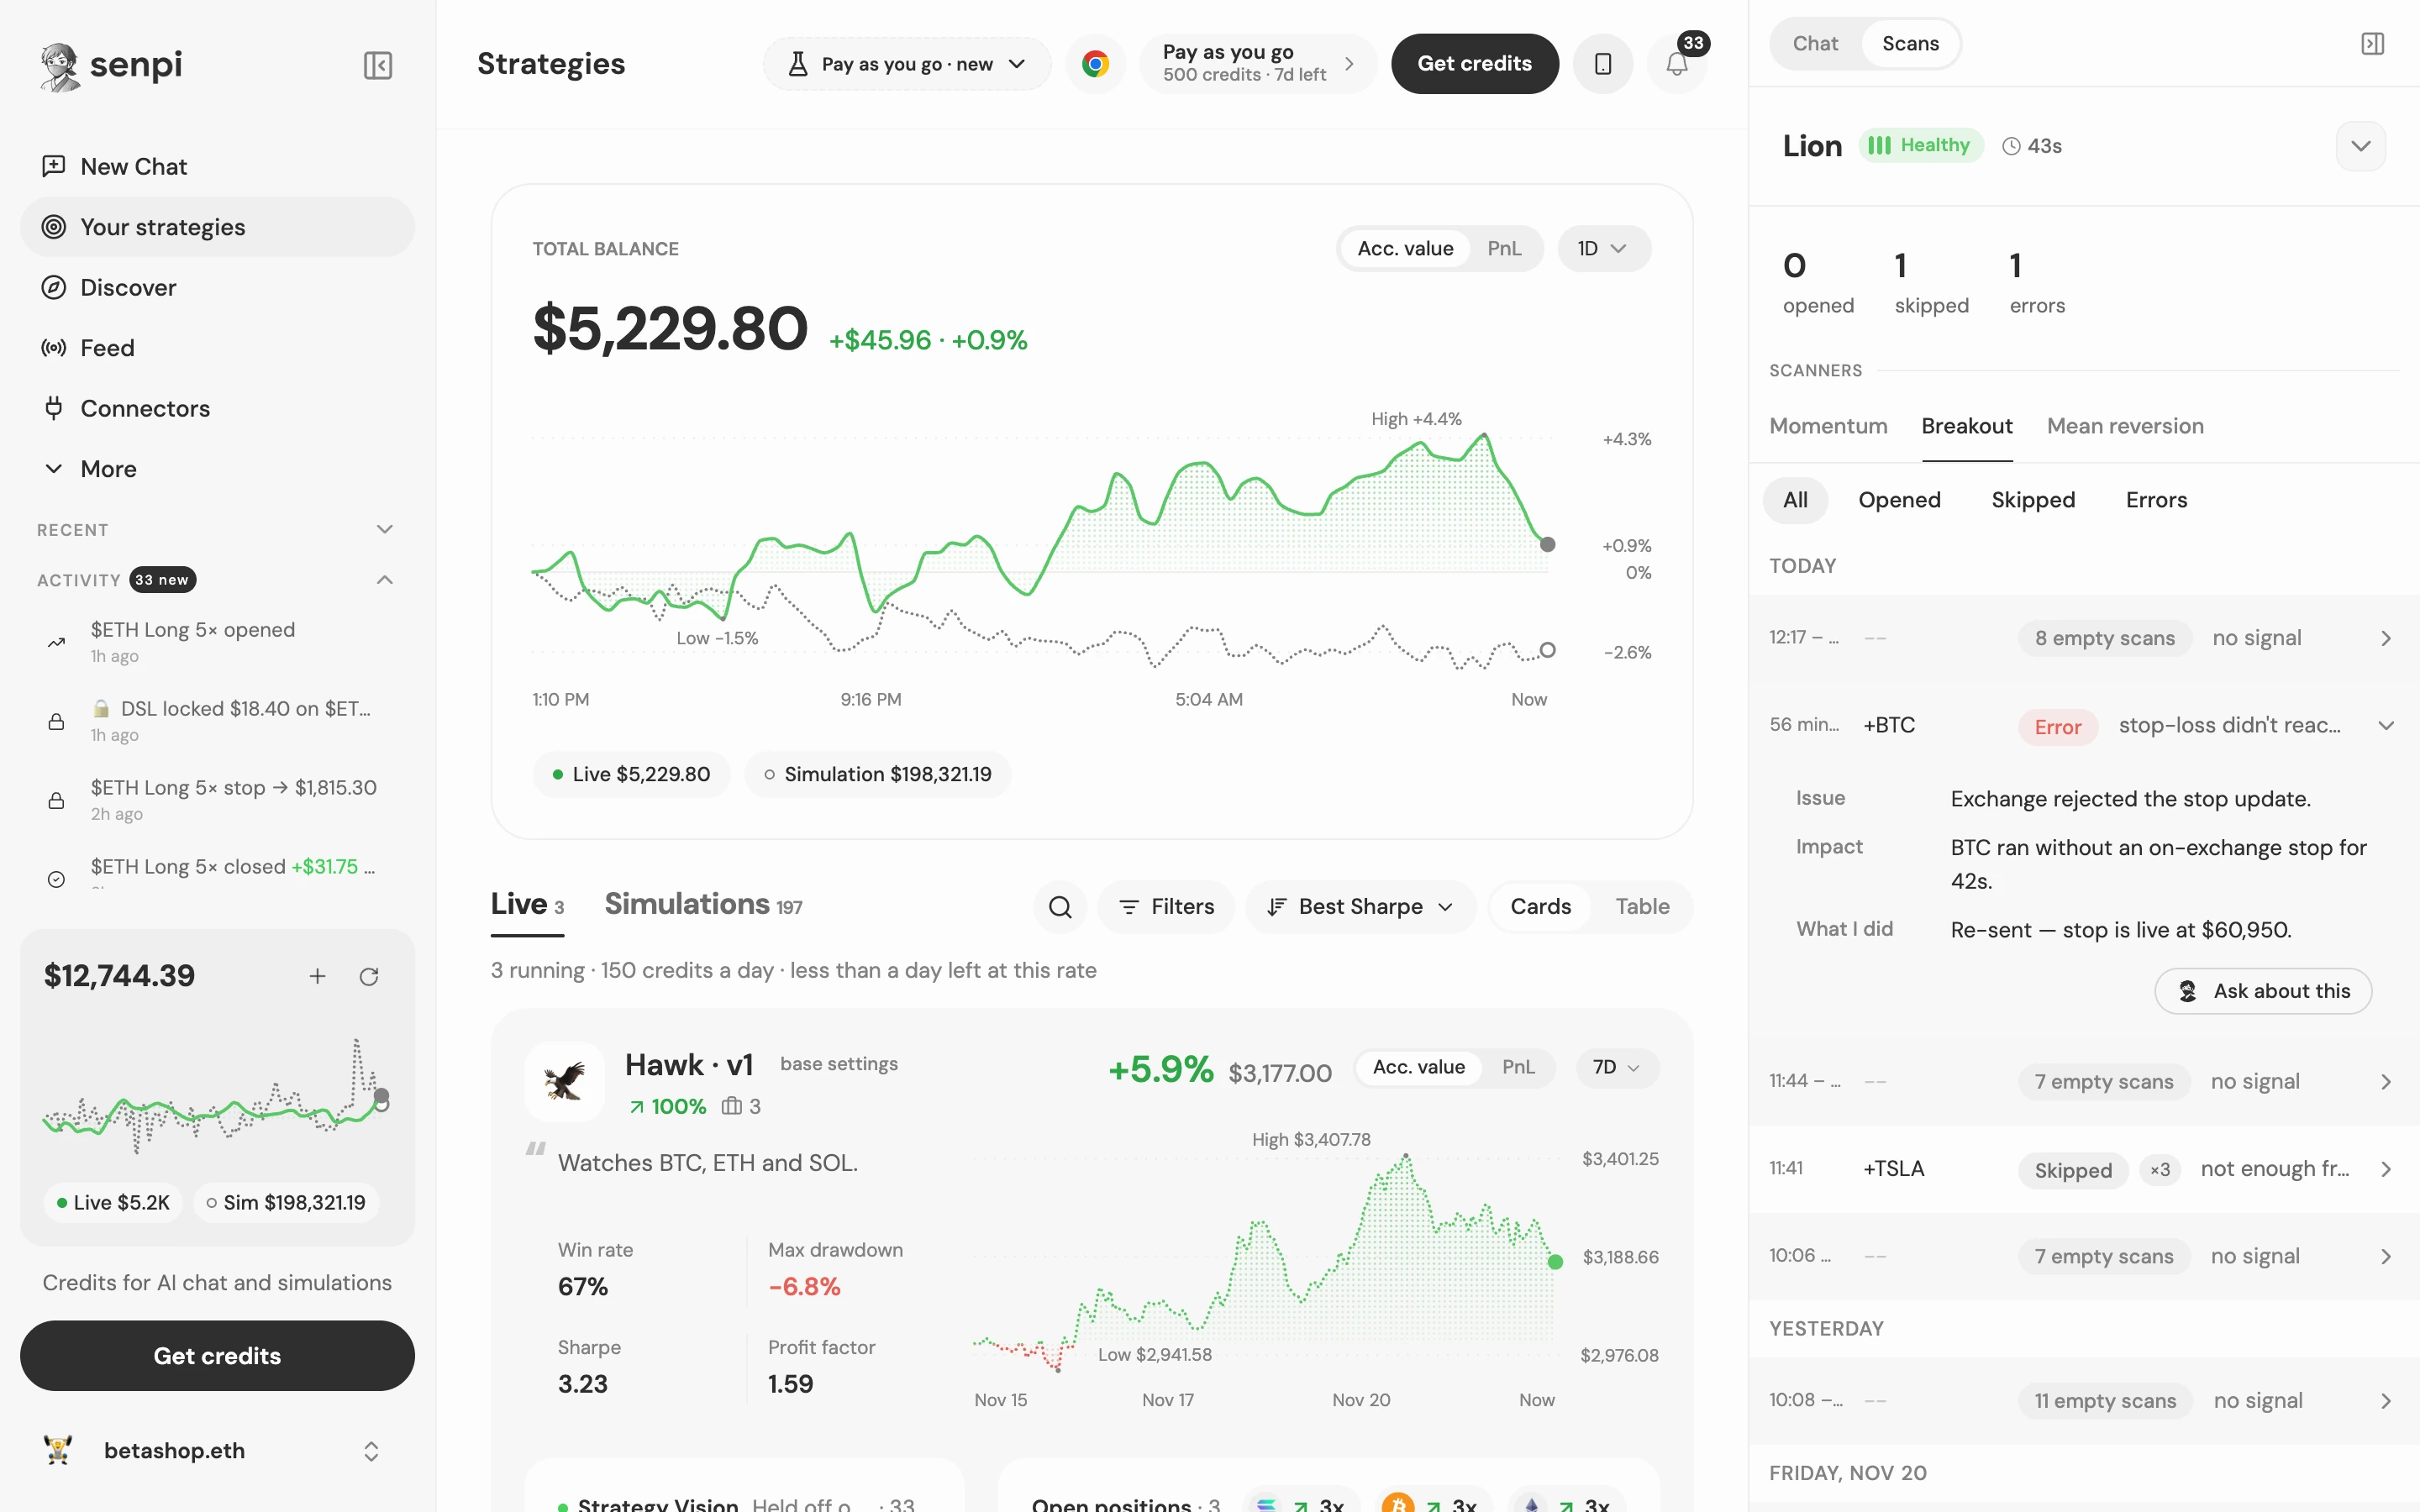 senpi
New Chat
Your strategies
Discover
Feed
Connectors
More
RECENT
ACTIVITY 33 new
$ETH Long 5× opened
1h ago
DSL locked $18.40 on $ET...
1h ago
$ETH Long 5× stop → $1,815.30
2h ago
$ETH Long 5× closed +$31.75 ...
$12,744.39
Live $5.2K
Sim $198,321.19
Credits for AI chat and simulations
Get credits
betashop.eth
Strategies
Pay as you go · new
Pay as you go
500 credits · 7d left
Get credits
33
TOTAL BALANCE
Acc. value
PnL
1D
$5,229.80 +$45.96 · +0.9%
High +4.4%
+4.3%
+0.9%
0%
Low -1.5%
-2.6%
1:10 PM
9:16 PM
5:04 AM
Now
Live $5,229.80
Simulation $198,321.19
Live 3
Simulations 197
Filters
Best Sharpe
Cards
Table
3 running · 150 credits a day · less than a day left at this rate
Hawk · v1 base settings
100% 3
+5.9% $3,177.00
Acc. value
PnL
7D
Watches BTC, ETH and SOL.
Win rate
67%
Max drawdown
-6.8%
Sharpe
3.23
Profit factor
1.59
High $3,407.78
$3,401.25
$3,188.66
Low $2,941.58
$2,976.08
Nov 15
Nov 17
Nov 20
Now
Strategy Vision Held off o... · 33
Open positions · 3
3x
3x
3x
Chat
Scans
Lion
Healthy
43s
0
opened
1
skipped
1
errors
SCANNERS
Momentum
Breakout
Mean reversion
All
Opened
Skipped
Errors
TODAY
12:17 – ... -- 8 empty scans no signal
56 min... +BTC Error stop-loss didn't reac...
Issue Exchange rejected the stop update.
Impact BTC ran without an on-exchange stop for
42s.
What I did Re-sent — stop is live at $60,950.
Ask about this
11:44 – ... -- 7 empty scans no signal
11:41 +TSLA Skipped ×3 not enough fr...
10:06 ... -- 7 empty scans no signal
YESTERDAY
10:08 –... -- 11 empty scans no signal
FRIDAY, NOV 20